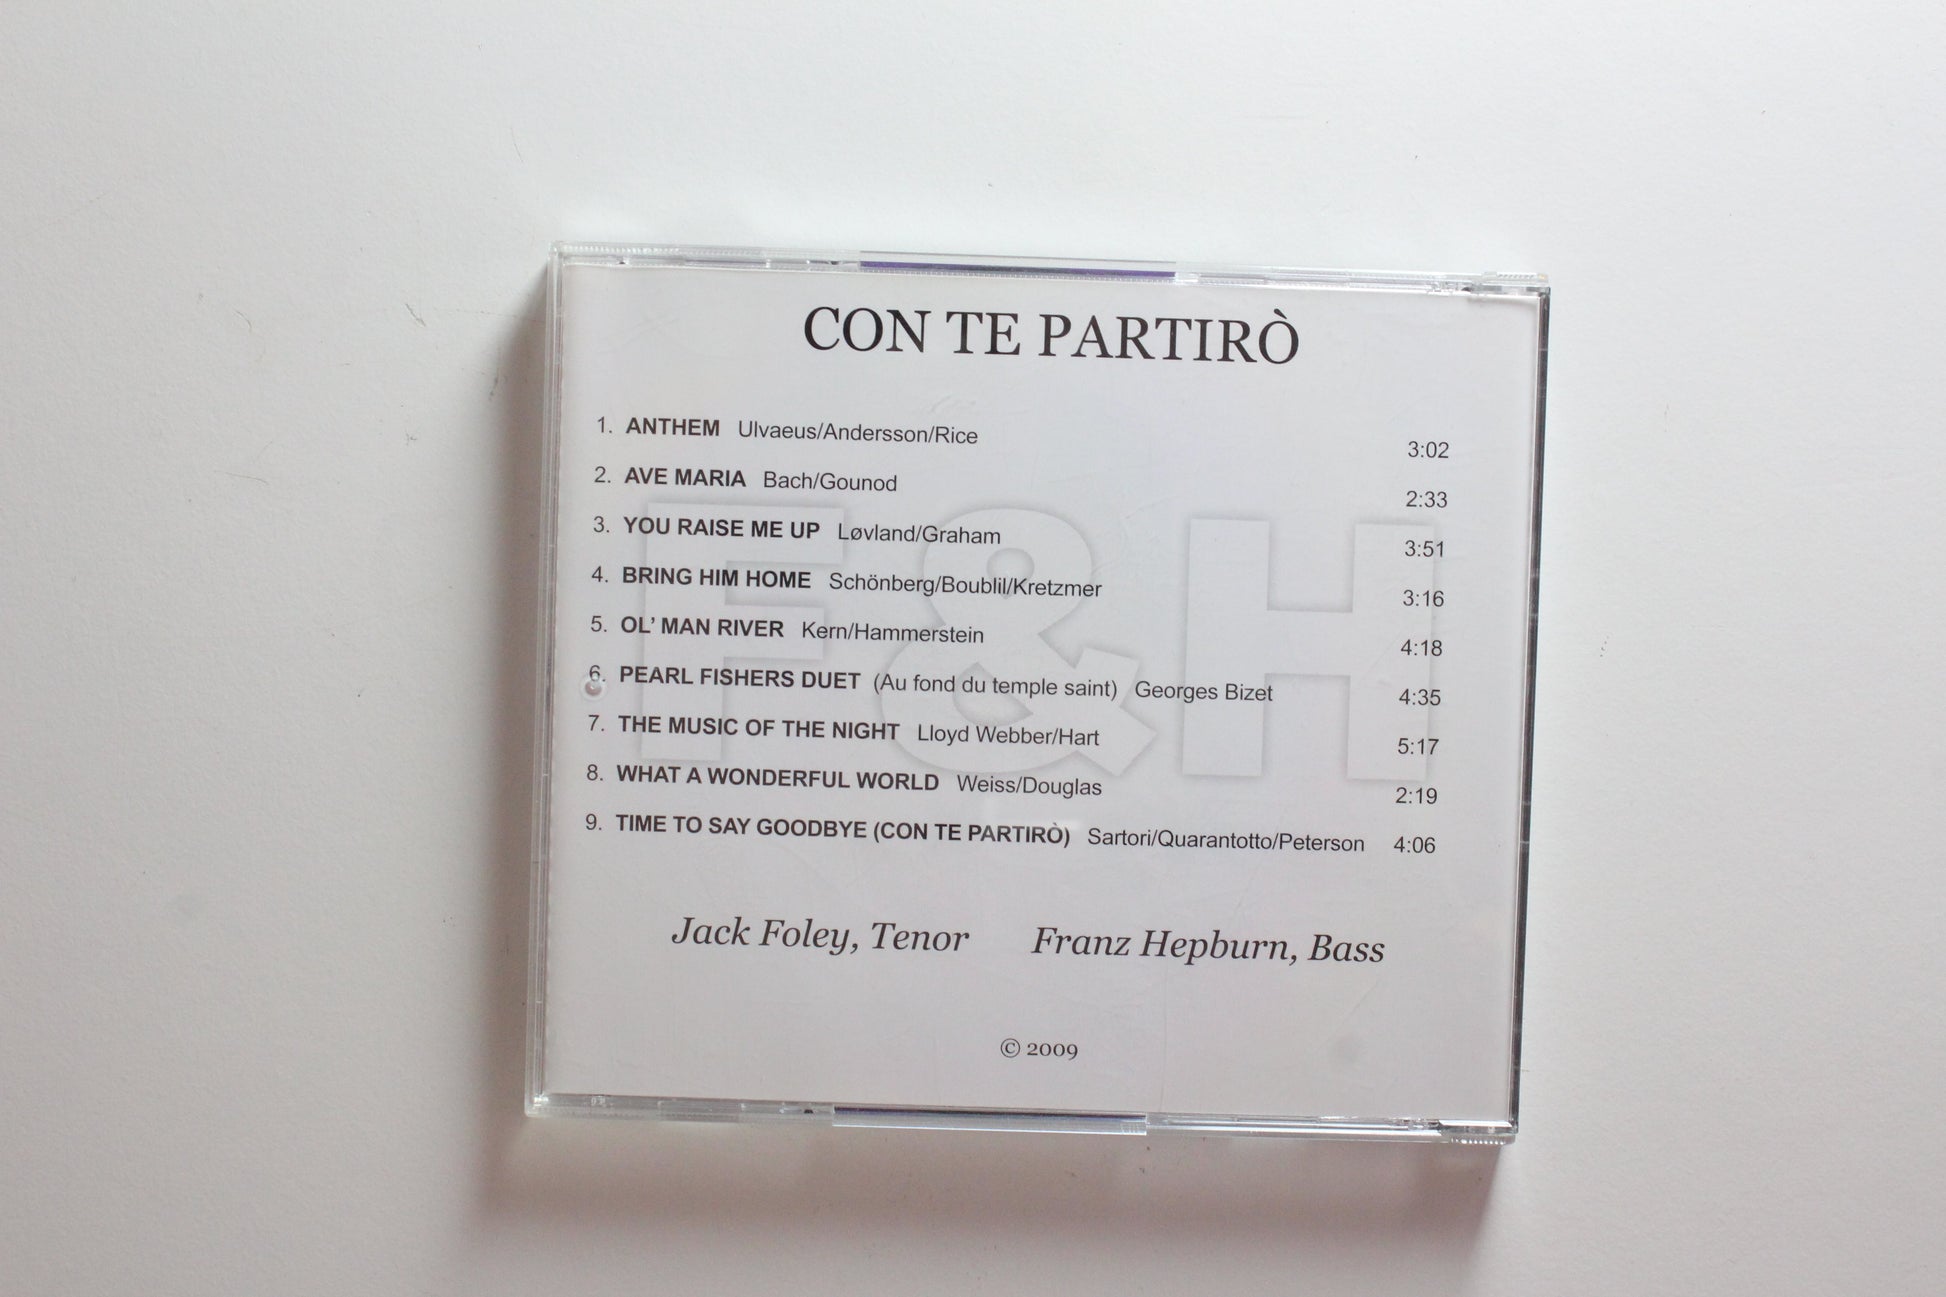 CON TE PARTIRÒ
1. ANTHEM Ulvaeus/Andersson/Rice 3:02
2. AVE MARIA Bach/Gounod 2:33
3. YOU RAISE ME UP Løvland/Graham 3:51
4. BRING HIM HOME Schönberg/Boublil/Kretzmer 3:16
5. OL’ MAN RIVER Kern/Hammerstein 4:18
6. PEARL FISHERS DUET (Au fond du temple saint) Georges Bizet 4:35
7. THE MUSIC OF THE NIGHT Lloyd Webber/Hart 5:17
8. WHAT A WONDERFUL WORLD Weiss/Douglas 2:19
9. TIME TO SAY GOODBYE (CON TE PARTIRÒ) Sartori/Quarantotto/Peterson 4:06
F&H
Jack Foley, Tenor Franz Hepburn, Bass
© 2009